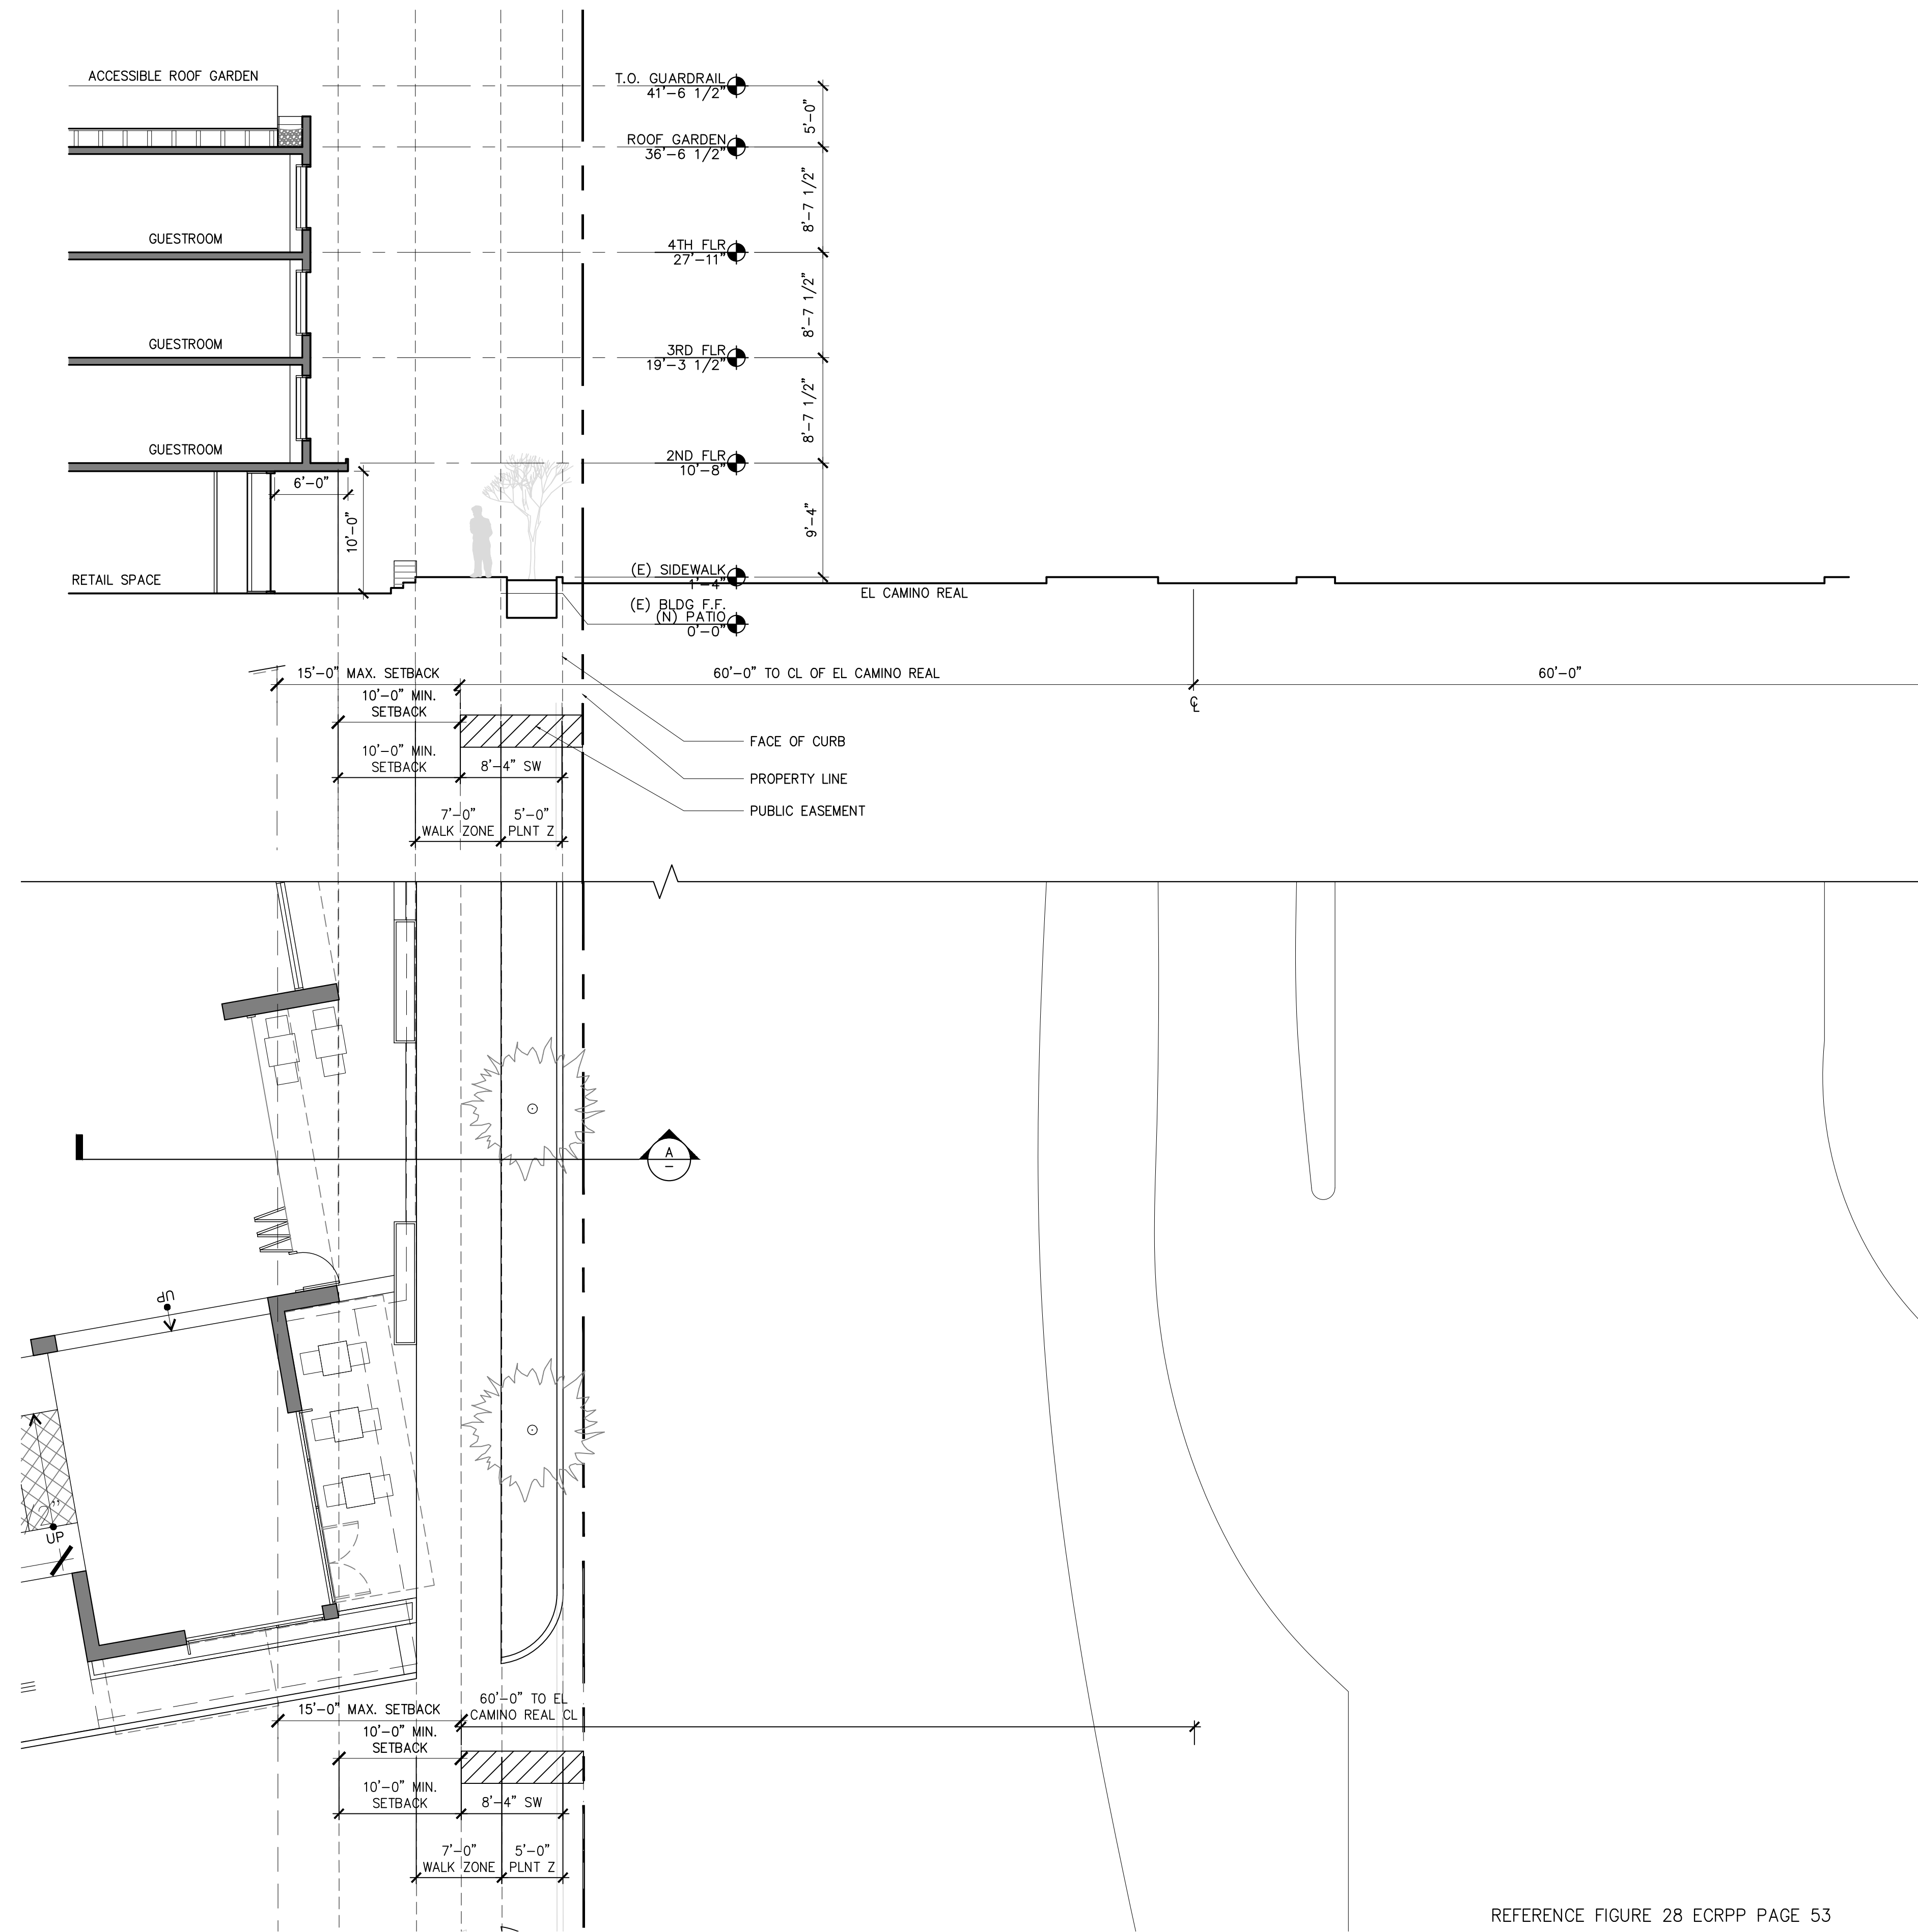 ACCESSIBLE ROOF GARDEN
T.O. GUARDRAIL
41'-6 1/2"
5'-0"
ROOF GARDEN
36'-6 1/2"
8'-7 1/2"
GUESTROOM
4TH FLR
27'-11"
8'-7 1/2"
GUESTROOM
3RD FLR
19'-3 1/2"
8'-7 1/2"
GUESTROOM
2ND FLR
10'-8"
6'-0"
10'-0"
9'-4"
RETAIL SPACE
(E) SIDEWALK
1'-4"
EL CAMINO REAL
(E) BLDG F.F.
(N) PATIO
0'-0"
15'-0" MAX. SETBACK
60'-0" TO CL OF EL CAMINO REAL
60'-0"
CL
10'-0" MIN.
SETBACK
10'-0" MIN.
SETBACK
8'-4" SW
FACE OF CURB
PROPERTY LINE
PUBLIC EASEMENT
7'-0"
WALK ZONE
5'-0"
PLNT Z
A
–
UP
UP
15'-0" MAX. SETBACK
60'-0" TO EL
CAMINO REAL CL
10'-0" MIN.
SETBACK
10'-0" MIN.
SETBACK
8'-4" SW
7'-0"
WALK ZONE
5'-0"
PLNT Z
REFERENCE FIGURE 28 ECRPP PAGE 53